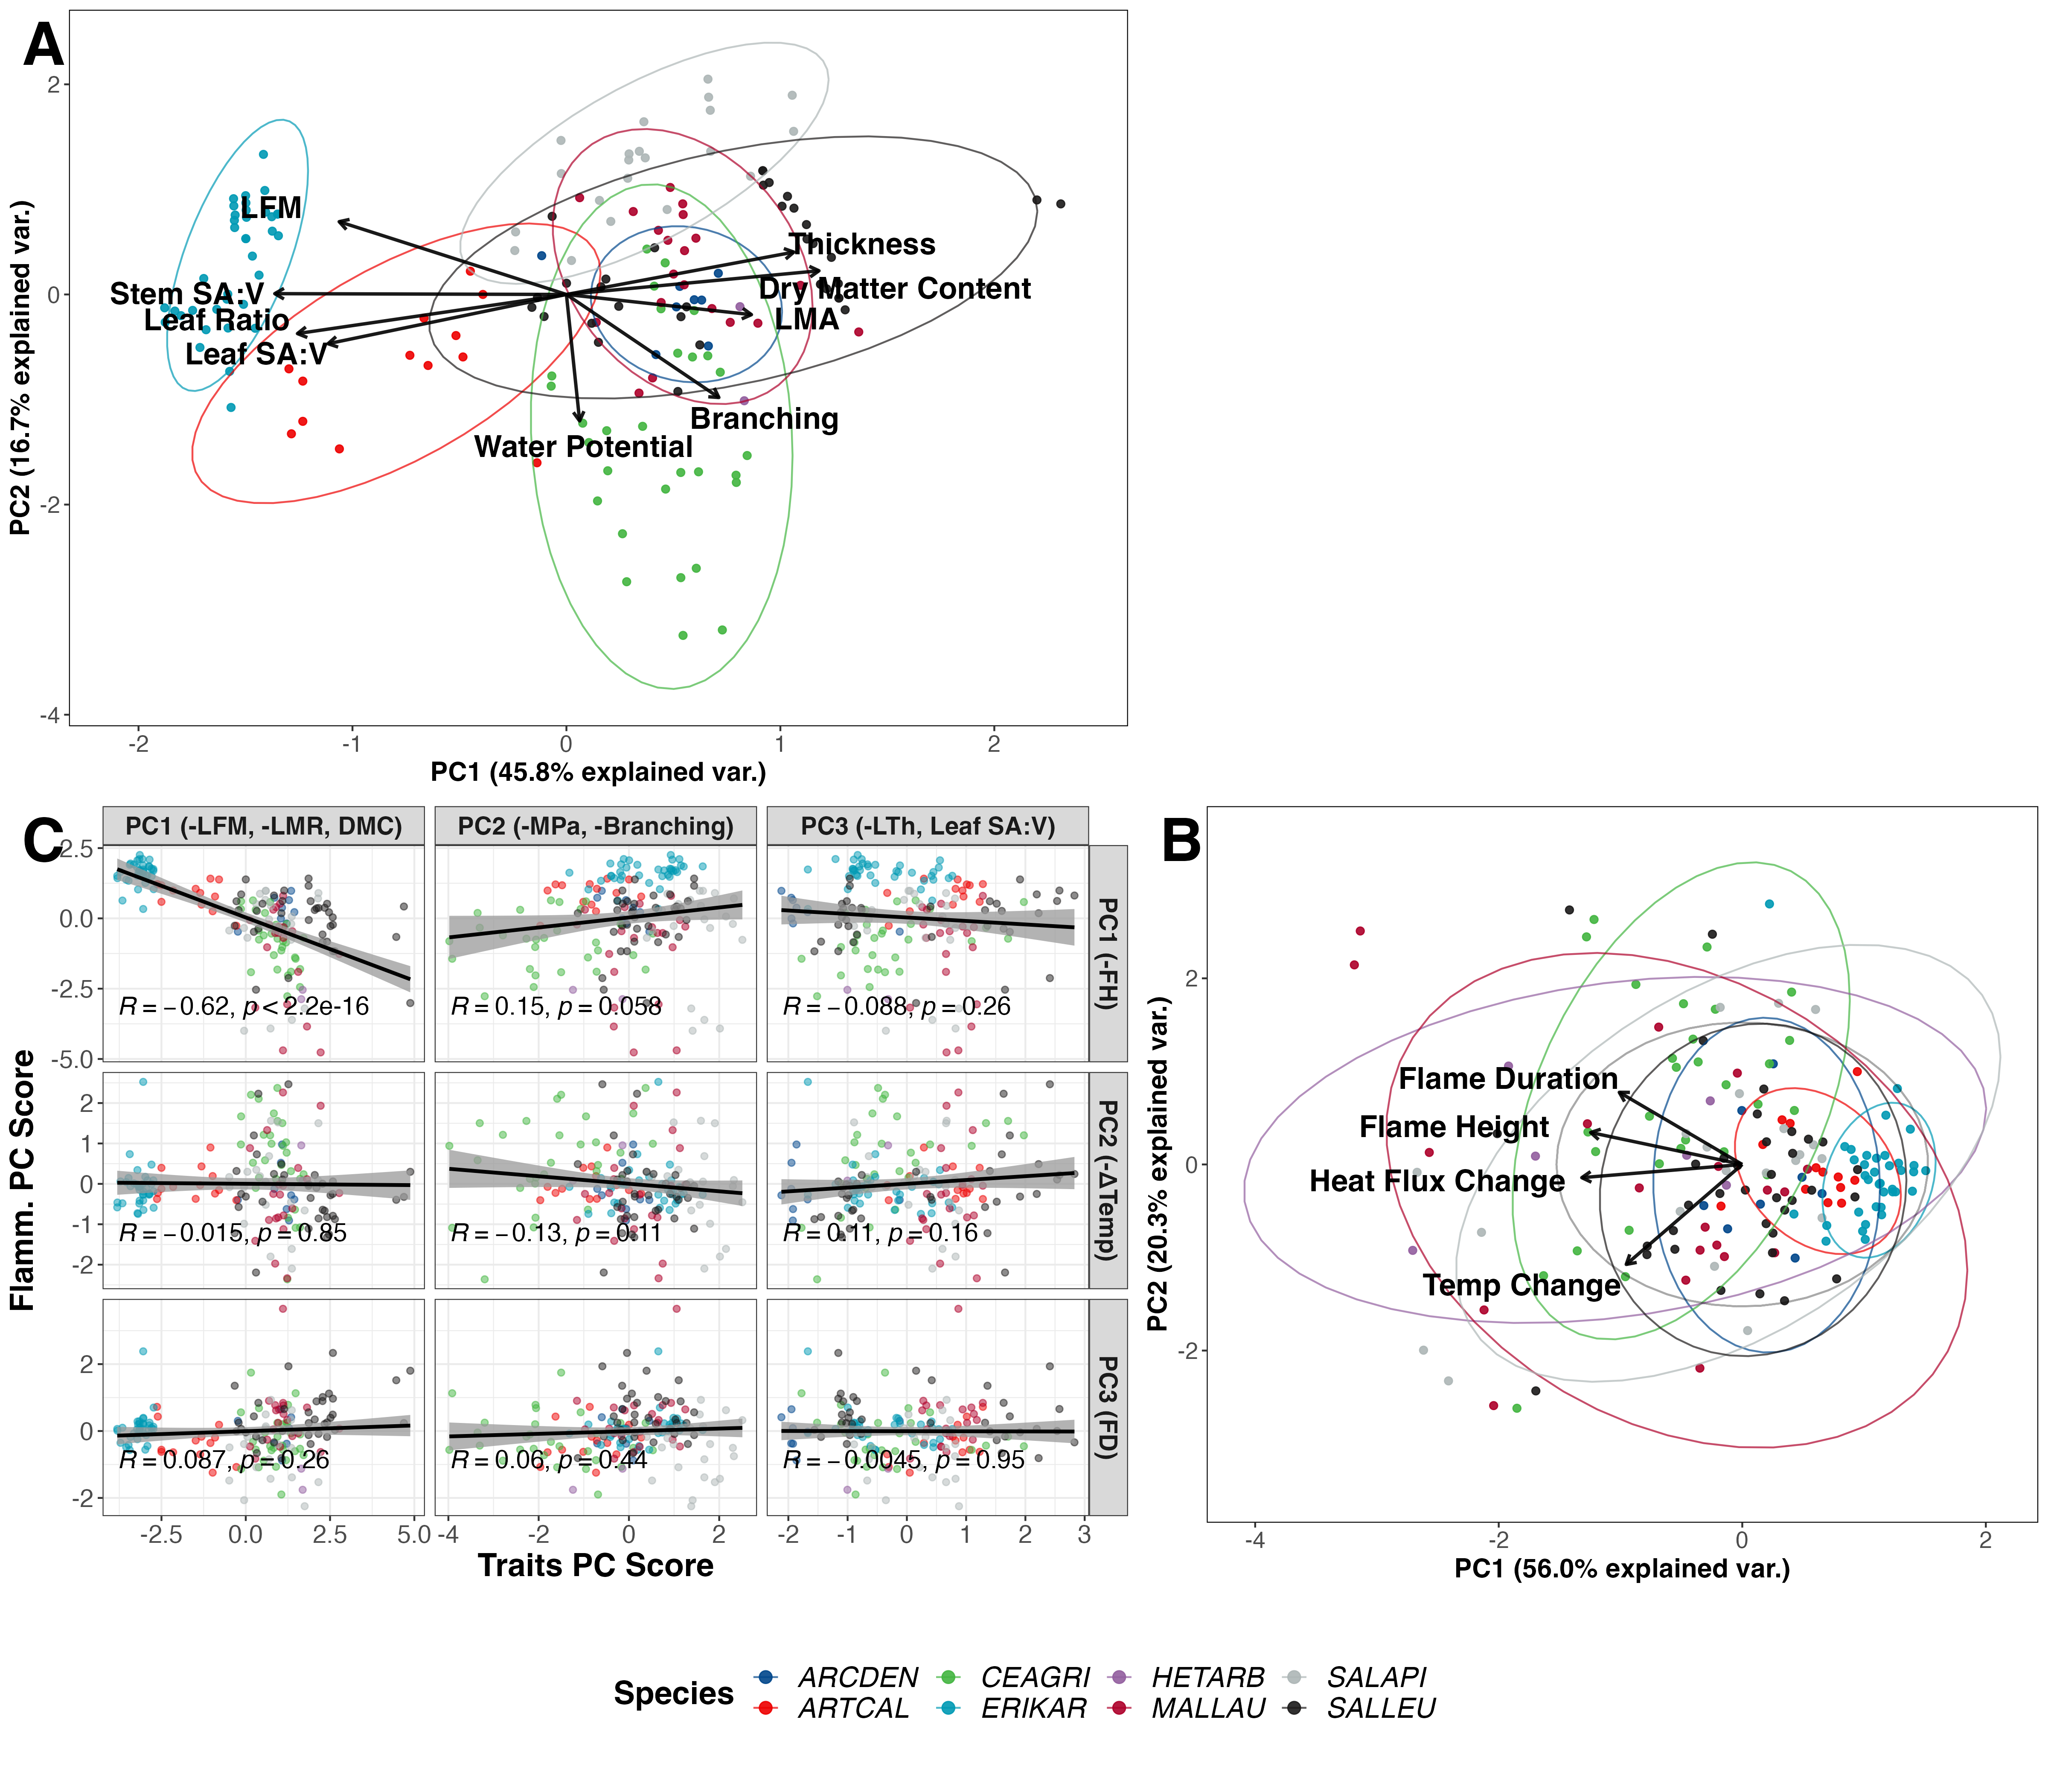 A
2
0
-2
-4
PC2 (16.7% explained var.)
LFM
Stem SA:V
Leaf Ratio
Leaf SA:V
Thickness
Dry Matter Content
LMA
Branching
Water Potential
-2 -1 0 1 2
PC1 (45.8% explained var.)
C
PC1 (-LFM, -LMR, DMC) PC2 (-MPa, -Branching) PC3 (-LTh, Leaf SA:V)
2.5
0.0
-2.5
-5.0
R = −0.62, p < 2.2e-16 R = 0.15, p = 0.058 R = −0.088, p = 0.26
PC1 (-FH)
2
1
0
-1
-2
R = −0.015, p = 0.85 R = −0.13, p = 0.11 R = 0.11, p = 0.16
PC2 (-ΔTemp)
2
0
-2
R = 0.087, p = 0.26 R = 0.06, p = 0.44 R = −0.0045, p = 0.95
PC3 (FD)
Flamm. PC Score
-2.5 0.0 2.5 5.0 -4 -2 0 2 -2 -1 0 1 2 3
Traits PC Score
B
2
0
-2
PC2 (20.3% explained var.)
Flame Duration
Flame Height
Heat Flux Change
Temp Change
-4 -2 0 2
PC1 (56.0% explained var.)
Species
ARCDEN CEAGRI HETARB SALAPI
ARTCAL ERIKAR MALLAU SALLEU